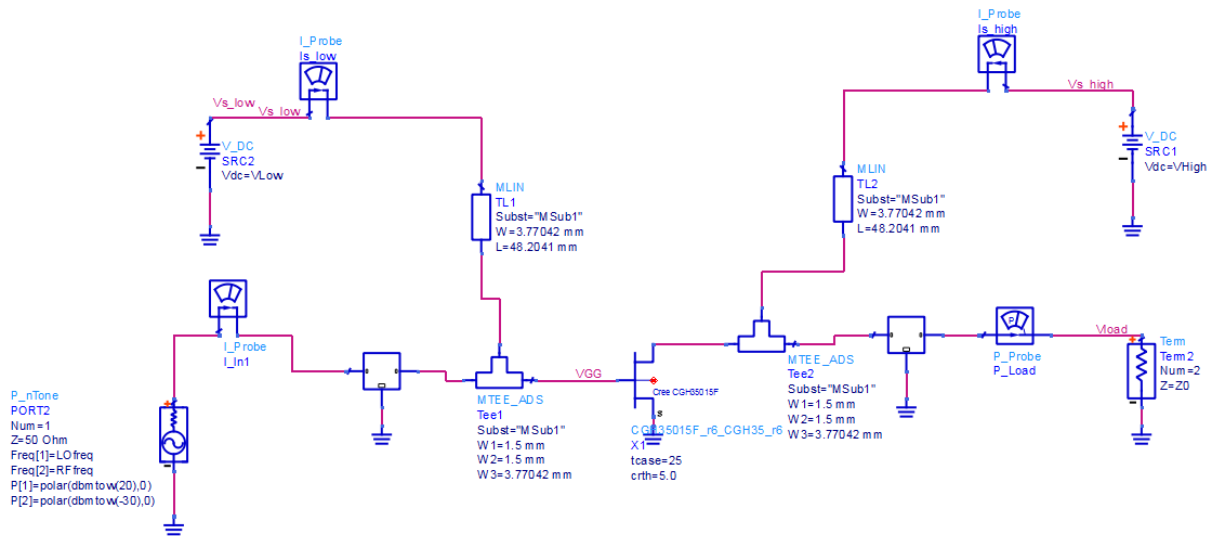 I_Probe
Is_low
Vs_low
Vs_low
V_DC
SRC2
Vdc=VLow
MLIN
TL1
Subst="MSub1"
W=3.77042 mm
L=48.2041 mm
I_Probe
Is_high
Vs_high
V_DC
SRC1
Vdc=VHigh
MLIN
TL2
Subst="MSub1"
W=3.77042 mm
L=48.2041 mm
I_Probe
I_In1
P_nTone
PORT2
Num=1
Z=50 Ohm
Freq[1]=LOfreq
Freq[2]=RFfreq
P[1]=polar(dbmtow(20),0)
P[2]=polar(dbmtow(-30),0)
MTEE_ADS
Tee1
Subst="MSub1"
W1=1.5 mm
W2=1.5 mm
W3=3.77042 mm
VGG
Cree CGH35015F
s
CGH35015F_r6_CGH35_r6
X1
tcase=25
crth=5.0
MTEE_ADS
Tee2
Subst="MSub1"
W1=1.5 mm
W2=1.5 mm
W3=3.77042 mm
P
P_Probe
P_Load
Vload
Term
Term2
Num=2
Z=Z0